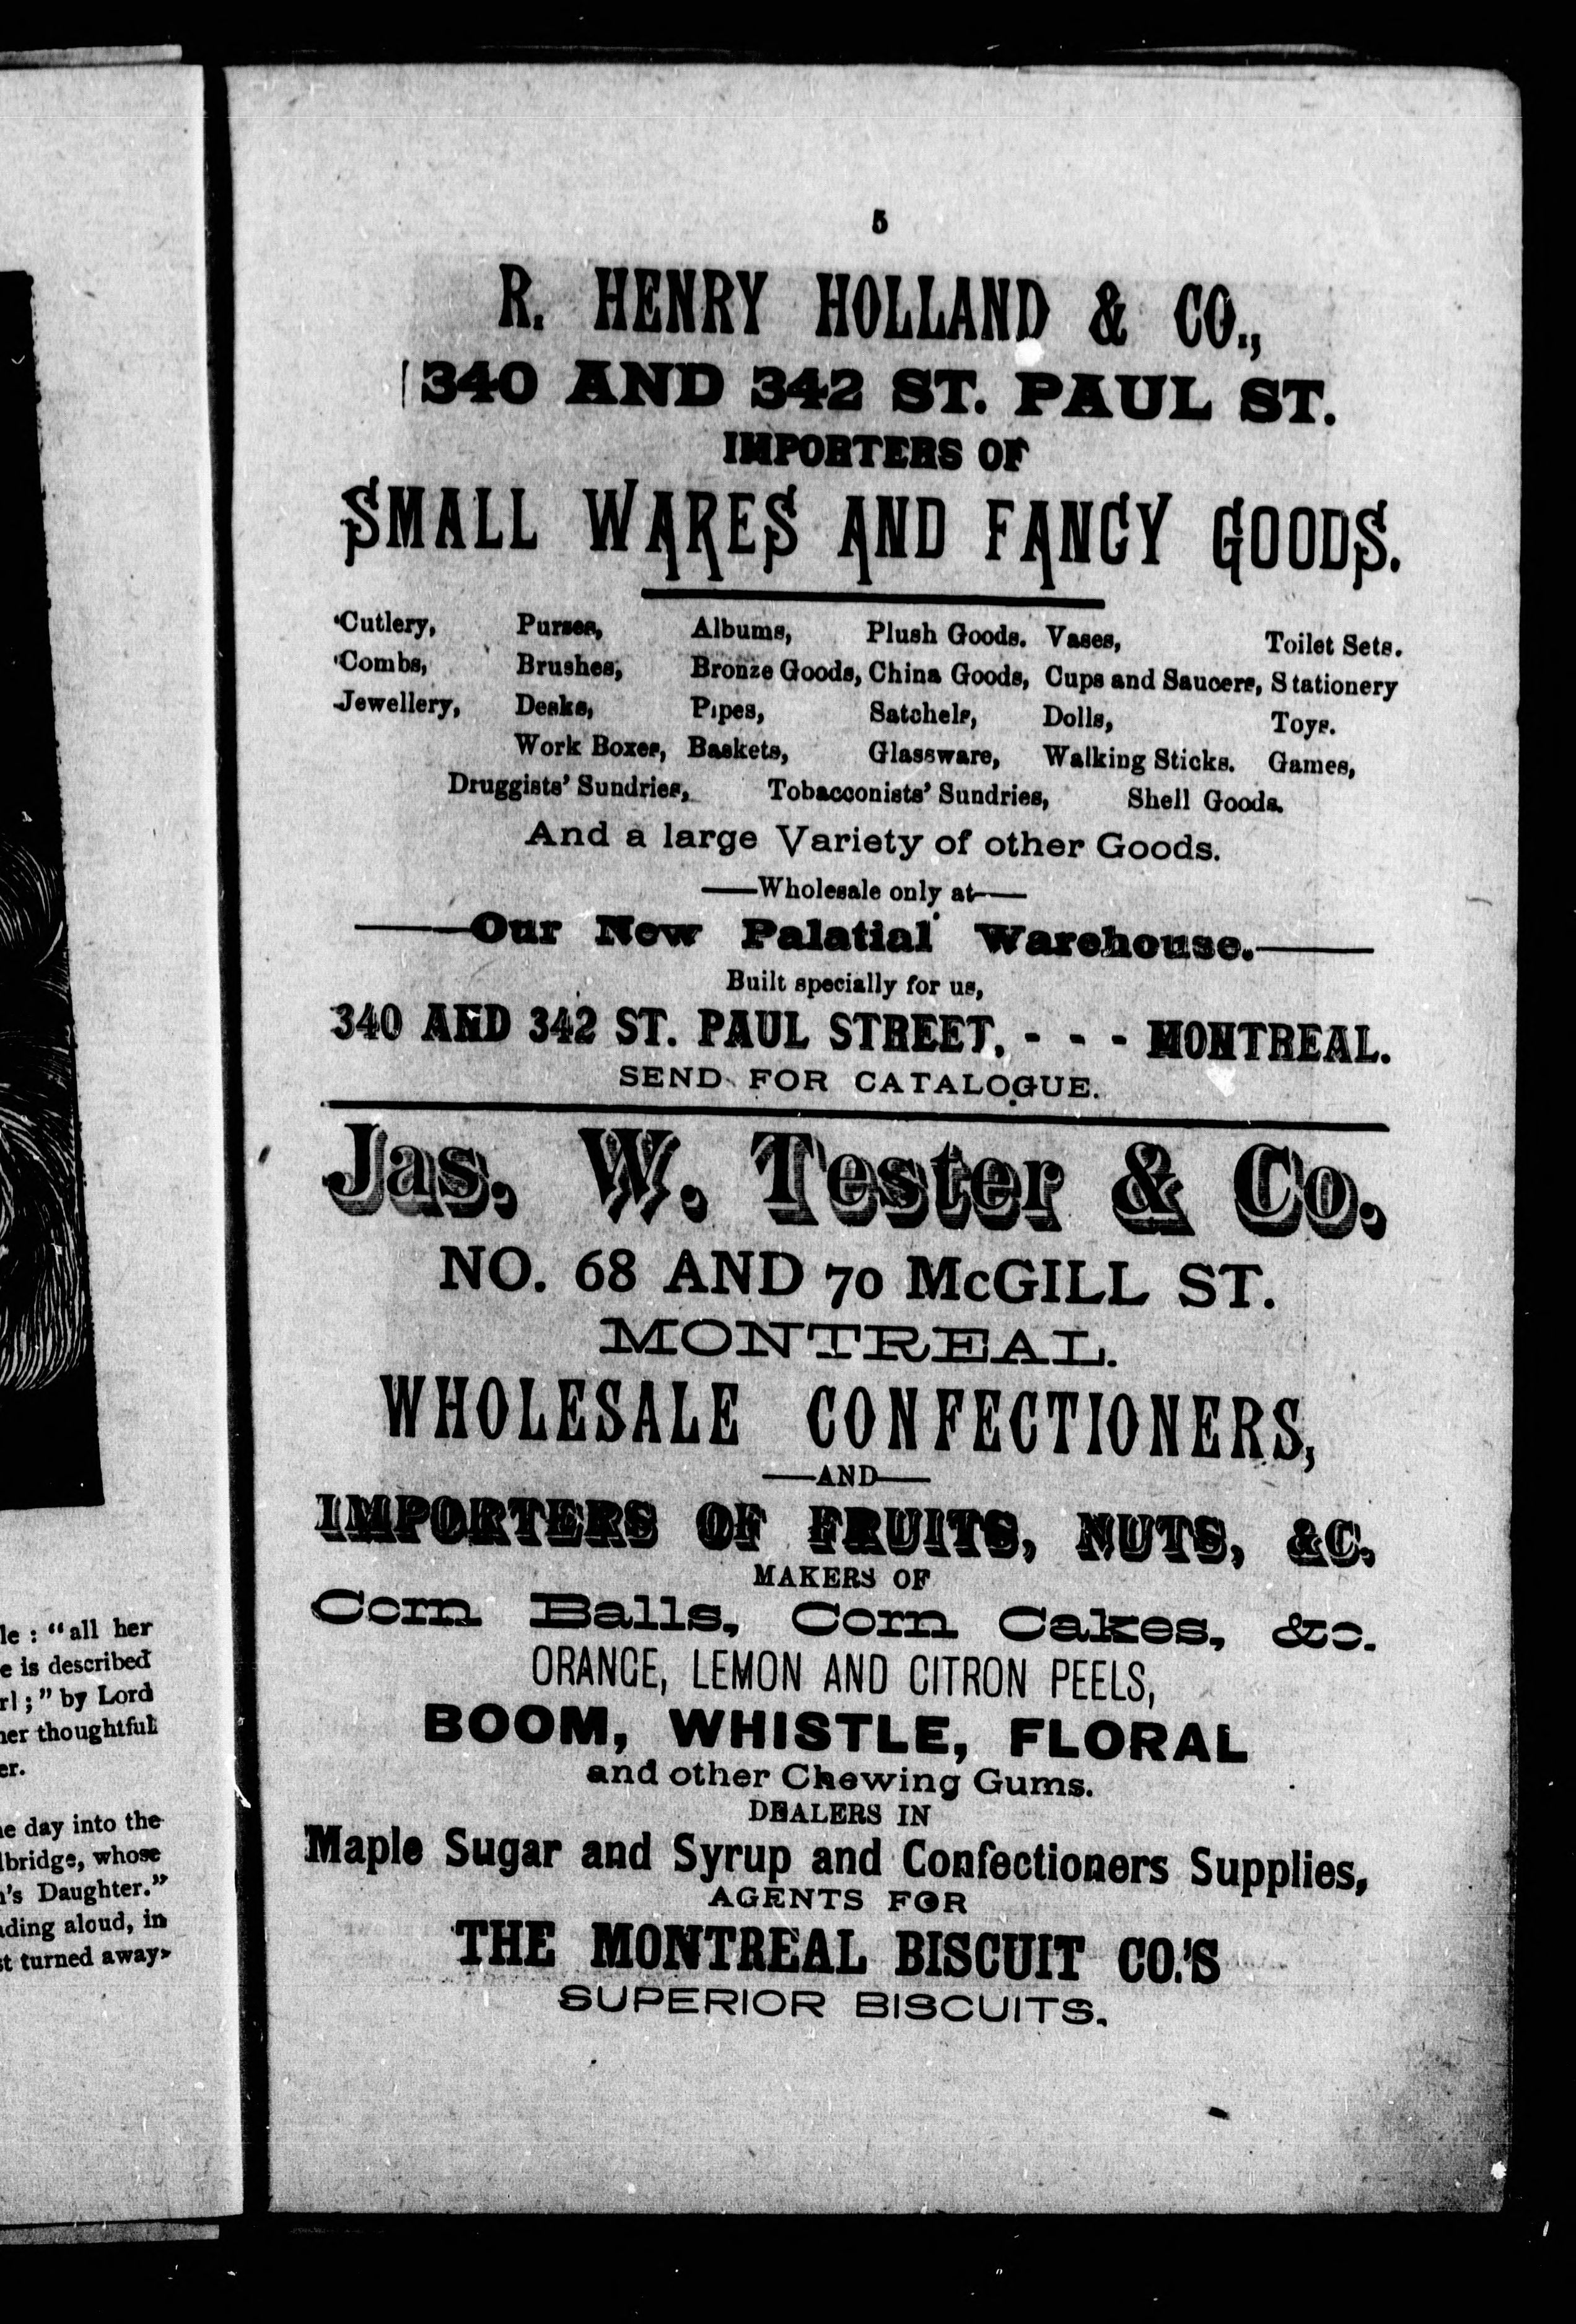 le : "all her
e is described
rl ; " by Lord
her thoughtful
er.
e day into the
lbridge, whose
n's Daughter."
ading aloud, in
st turned away
5
R. HENRY HOLLAND & CO.,
340 AND 342 ST. PAUL ST.
IMPORTERS OF
SMALL WARES AND FANCY GOODS.
Cutlery, Purses, Albums, Plush Goods. Vases, Toilet Sets.
Combs, Brushes, Bronze Goods, China Goods, Cups and Saucers, Stationery
Jewellery, Desks, Pipes, Satchels, Dolls, Toys.
Work Boxes, Baskets, Glassware, Walking Sticks. Games,
Druggists' Sundries, Tobacconists' Sundries, Shell Goods.
And a large Variety of other Goods.
——Wholesale only at——
——Our New Palatial Warehouse.——
Built specially for us,
340 AND 342 ST. PAUL STREET, - - - MONTREAL.
SEND FOR CATALOGUE.
Jas. W. Tester & Co.
NO. 68 AND 70 McGILL ST.
MONTREAL.
WHOLESALE CONFECTIONERS,
——AND——
IMPORTERS OF FRUITS, NUTS, &C.
MAKERS OF
Corn Balls, Corn Cakes, &c.
ORANGE, LEMON AND CITRON PEELS,
BOOM, WHISTLE, FLORAL
and other Chewing Gums.
DEALERS IN
Maple Sugar and Syrup and Confectioners Supplies,
AGENTS FOR
THE MONTREAL BISCUIT CO.'S
SUPERIOR BISCUITS.